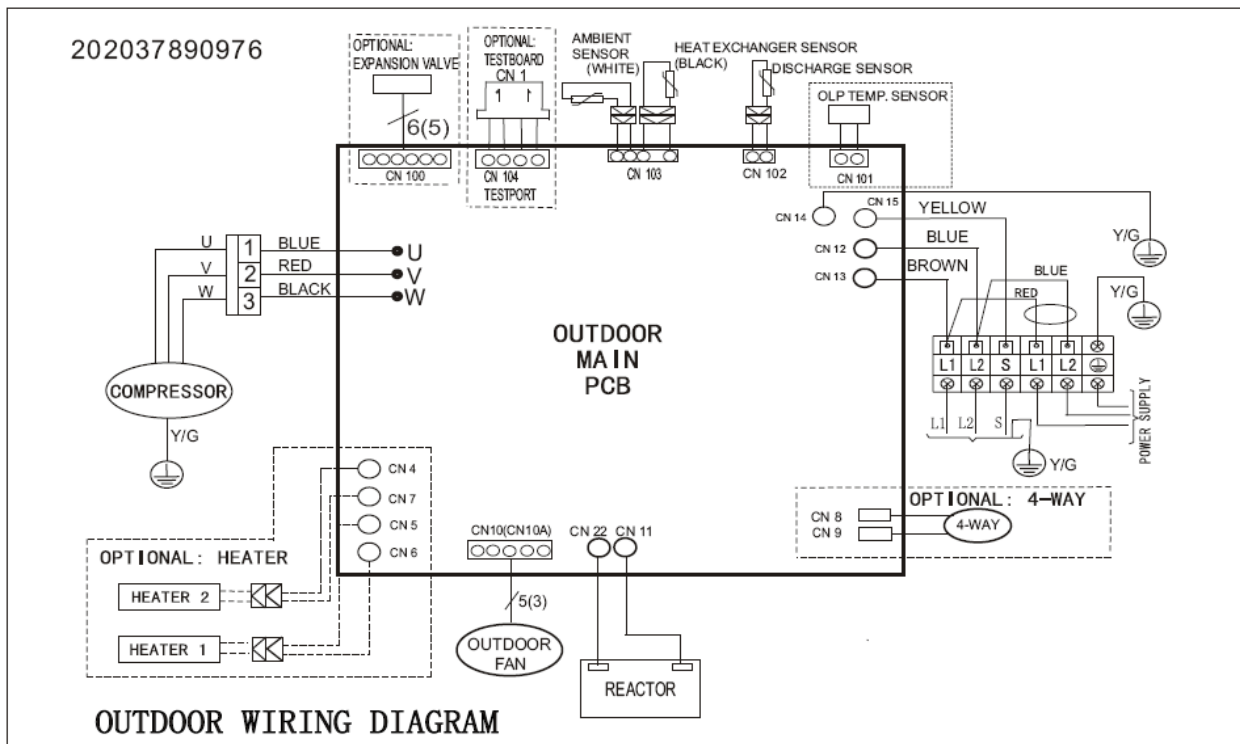 202037890976
OPTIONAL:
EXPANSION VALVE
6(5)
CN 100
OPTIONAL:
TESTBOARD
CN 1
1 1
CN 104
TESTPORT
AMBIENT
SENSOR
(WHITE)
HEAT EXCHANGER SENSOR
(BLACK)
DISCHARGE SENSOR
CN 103
CN 102
OLP TEMP. SENSOR
CN 101
CN 14
CN 15
YELLOW
CN 12
BLUE
CN 13
BROWN
Y/G
BLUE
RED
Y/G
L1 L2 S L1 L2
L1 L2 S
Y/G
POWER SUPPLY
U 1 BLUE U
V 2 RED V
W 3 BLACK W
COMPRESSOR
Y/G
OUTDOOR
MAIN
PCB
CN 4
CN 7
CN 5
CN 6
OPTIONAL: HEATER
HEATER 2
HEATER 1
CN10(CN10A)
5(3)
OUTDOOR
FAN
CN 22 CN 11
REACTOR
OPTIONAL: 4-WAY
CN 8
CN 9
4-WAY
OUTDOOR WIRING DIAGRAM